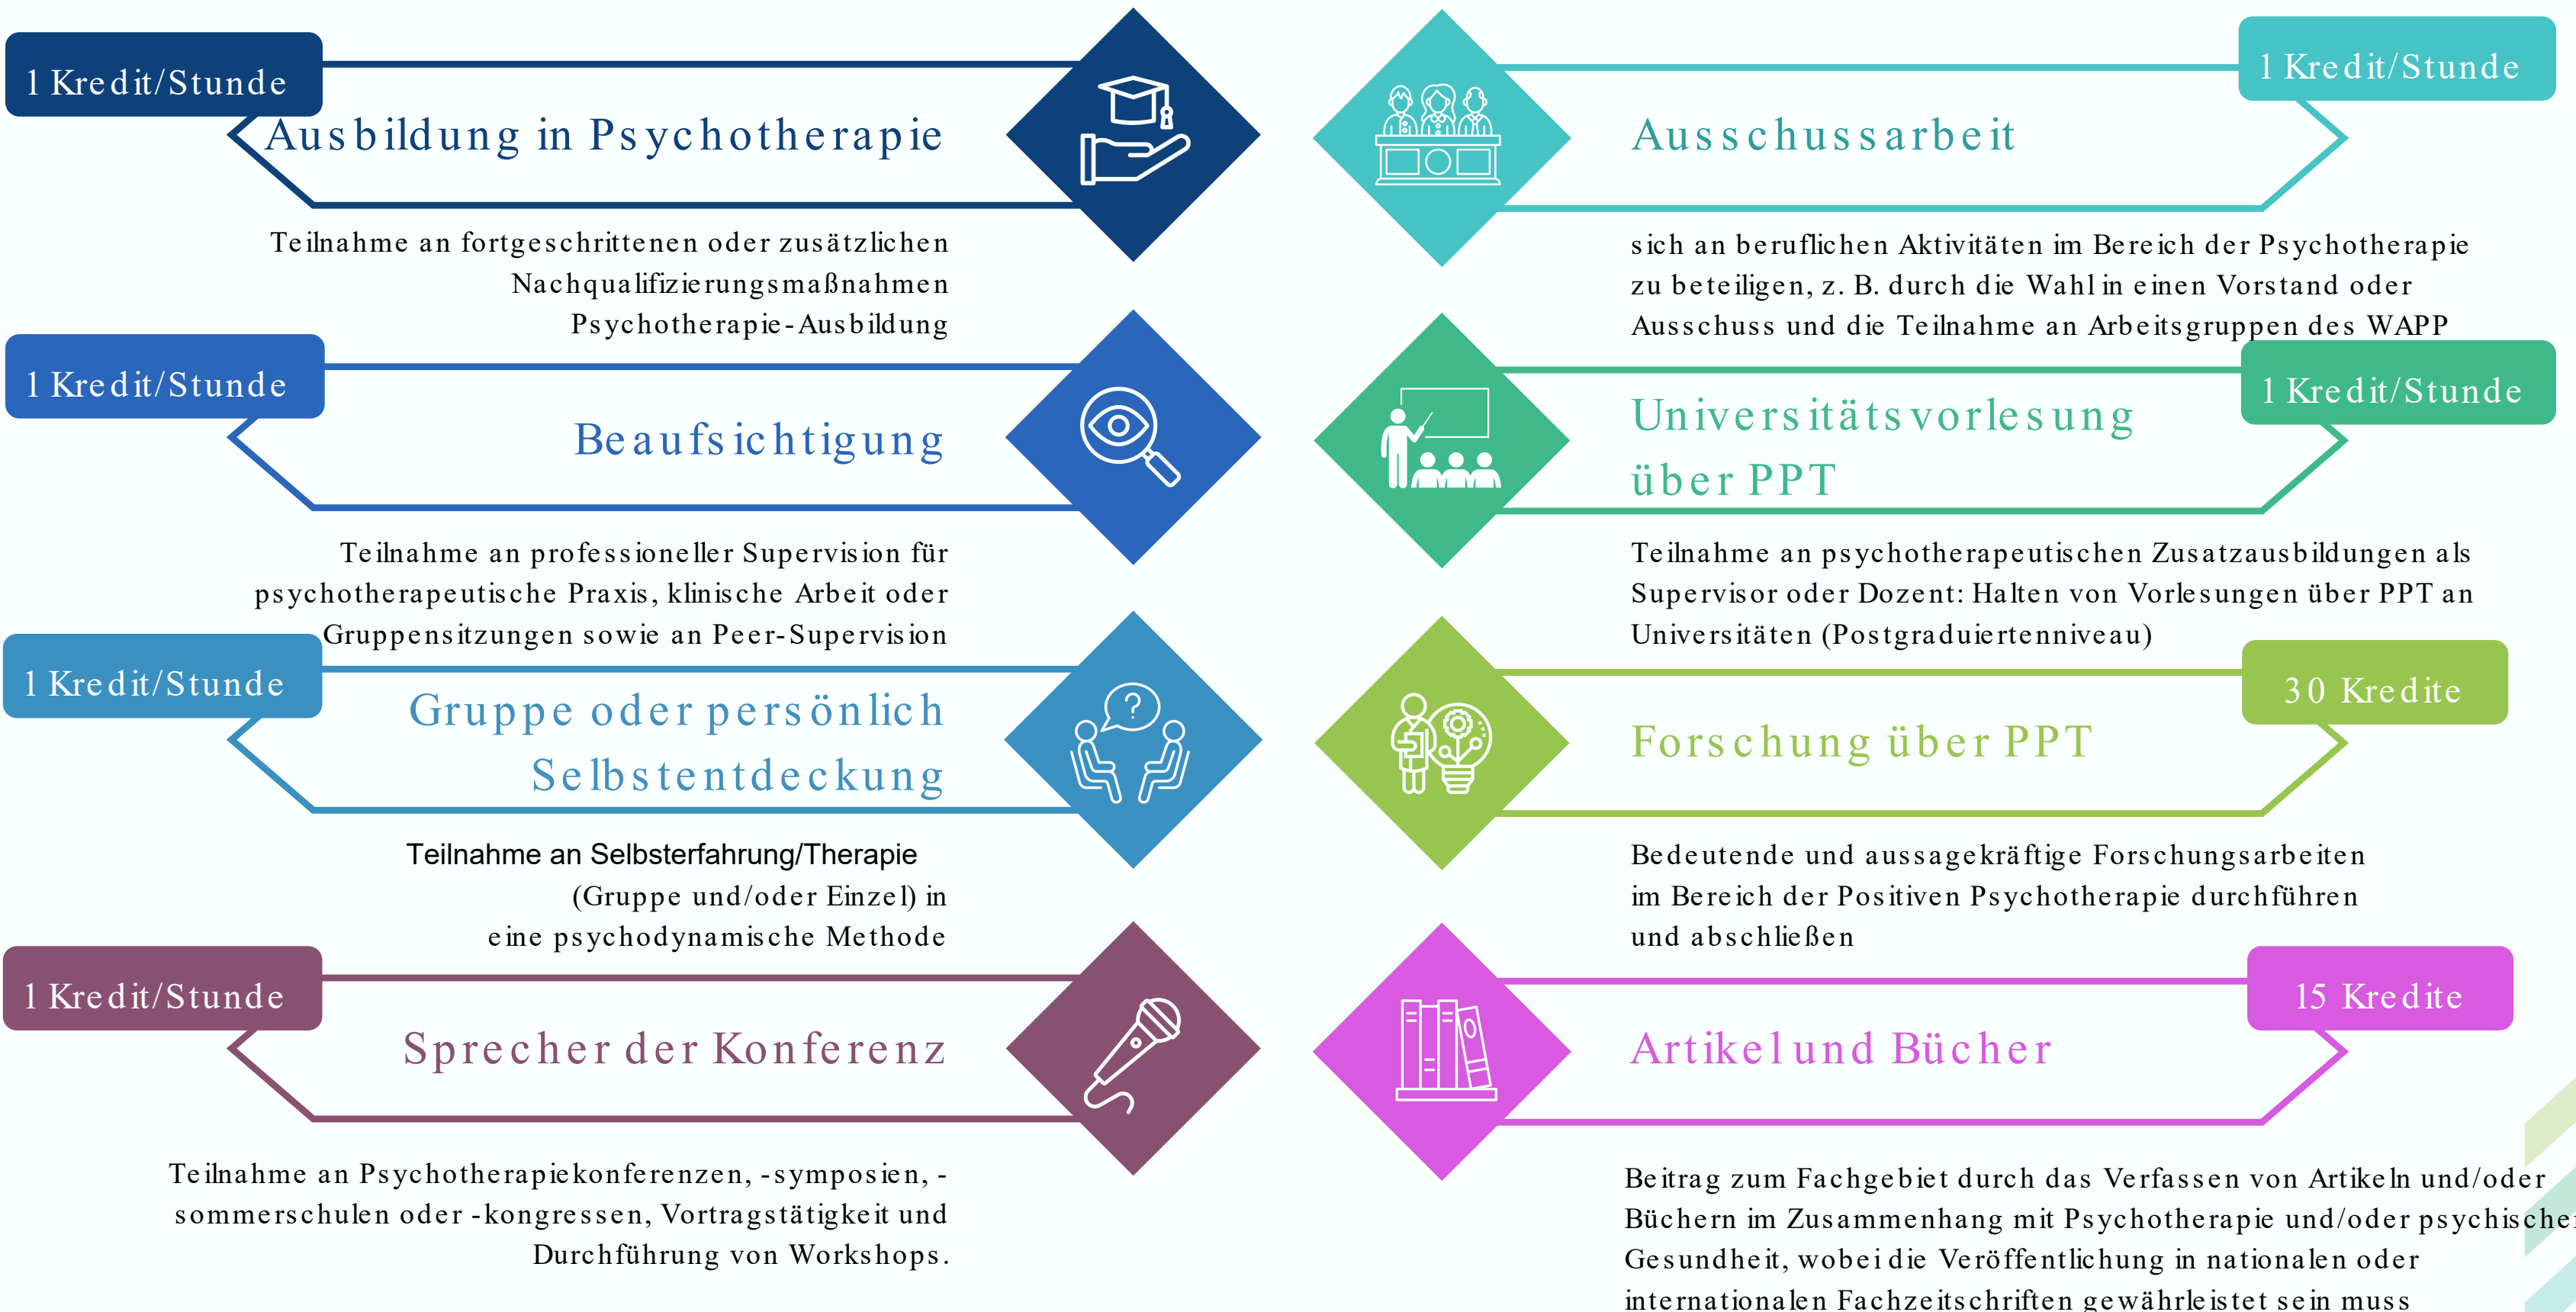 1 Kredit/Stunde
Ausbildung in Psychotherapie
Teilnahme an fortgeschrittenen oder zusätzlichen
Nachqualifizierungsmaßnahmen
Psychotherapie-Ausbildung
1 Kredit/Stunde
Beaufsichtigung
Teilnahme an professioneller Supervision für
psychotherapeutische Praxis, klinische Arbeit oder
Gruppensitzungen sowie an Peer-Supervision
1 Kredit/Stunde
Gruppe oder persönlich
Selbstentdeckung
?
Teilnahme an Selbsterfahrung/Therapie
(Gruppe und/oder Einzel) in
eine psychodynamische Methode
1 Kredit/Stunde
Sprecher der Konferenz
Teilnahme an Psychotherapiekonferenzen, -symposien, -
sommerschulen oder -kongressen, Vortragstätigkeit und
Durchführung von Workshops.
1 Kredit/Stunde
Ausschussarbeit
sich an beruflichen Aktivitäten im Bereich der Psychotherapie
zu beteiligen, z. B. durch die Wahl in einen Vorstand oder
Ausschuss und die Teilnahme an Arbeitsgruppen des WAPP
1 Kredit/Stunde
Universitätsvorlesung
über PPT
Teilnahme an psychotherapeutischen Zusatzausbildungen als
Supervisor oder Dozent: Halten von Vorlesungen über PPT an
Universitäten (Postgraduiertenniveau)
30 Kredite
Forschung über PPT
Bedeutende und aussagekräftige Forschungsarbeiten
im Bereich der Positiven Psychotherapie durchführen
und abschließen
15 Kredite
Artikel und Bücher
Beitrag zum Fachgebiet durch das Verfassen von Artikeln und/oder
Büchern im Zusammenhang mit Psychotherapie und/oder psychischer
Gesundheit, wobei die Veröffentlichung in nationalen oder
internationalen Fachzeitschriften gewährleistet sein muss